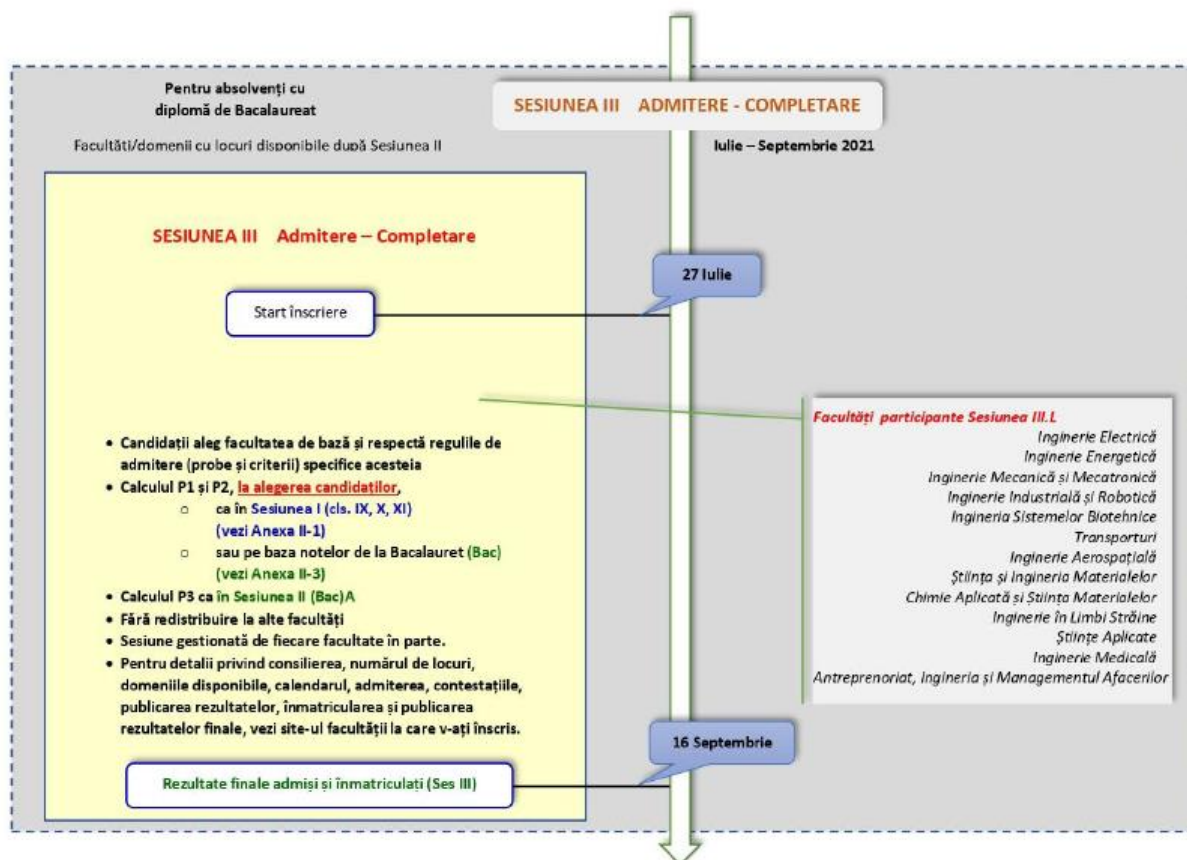 Pentru absolvenți cu
diplomă de Bacalaureat
Facultăți/domenii cu locuri disponibile după Sesiunea II
SESIUNEA III ADMITERE - COMPLETARE
Iulie – Septembrie 2021
SESIUNEA III Admitere – Completare
27 Iulie
Start înscriere
• Candidații aleg facultatea de bază și respectă regulile de
admitere (probe și criterii) specifice acesteia
• Calculul P1 și P2, la alegerea candidaților,
o ca în Sesiunea I (cls. IX, X, XI)
(vezi Anexa II-1)
o sau pe baza notelor de la Bacalauret (Bac)
(vezi Anexa II-3)
• Calculul P3 ca în Sesiunea II (Bac)A
• Fără redistribuire la alte facultăți
• Sesiune gestionată de fiecare facultate în parte.
• Pentru detalii privind consilierea, numărul de locuri,
domeniile disponibile, calendarul, admiterea, contestațiile,
publicarea rezultatelor, înmatricularea și publicarea
rezultatelor finale, vezi site-ul facultății la care v-ați înscris.
Facultăți participante Sesiunea III.L
Inginerie Electrică
Inginerie Energetică
Inginerie Mecanică și Mecatronică
Inginerie Industrială și Robotică
Ingineria Sistemelor Biotehnice
Transporturi
Inginerie Aerospațială
Știința și Ingineria Materialelor
Chimie Aplicată și Știința Materialelor
Inginerie în Limbi Străine
Științe Aplicate
Inginerie Medicală
Antreprenoriat, Ingineria și Managementul Afacerilor
16 Septembrie
Rezultate finale admiși și înmatriculați (Ses III)